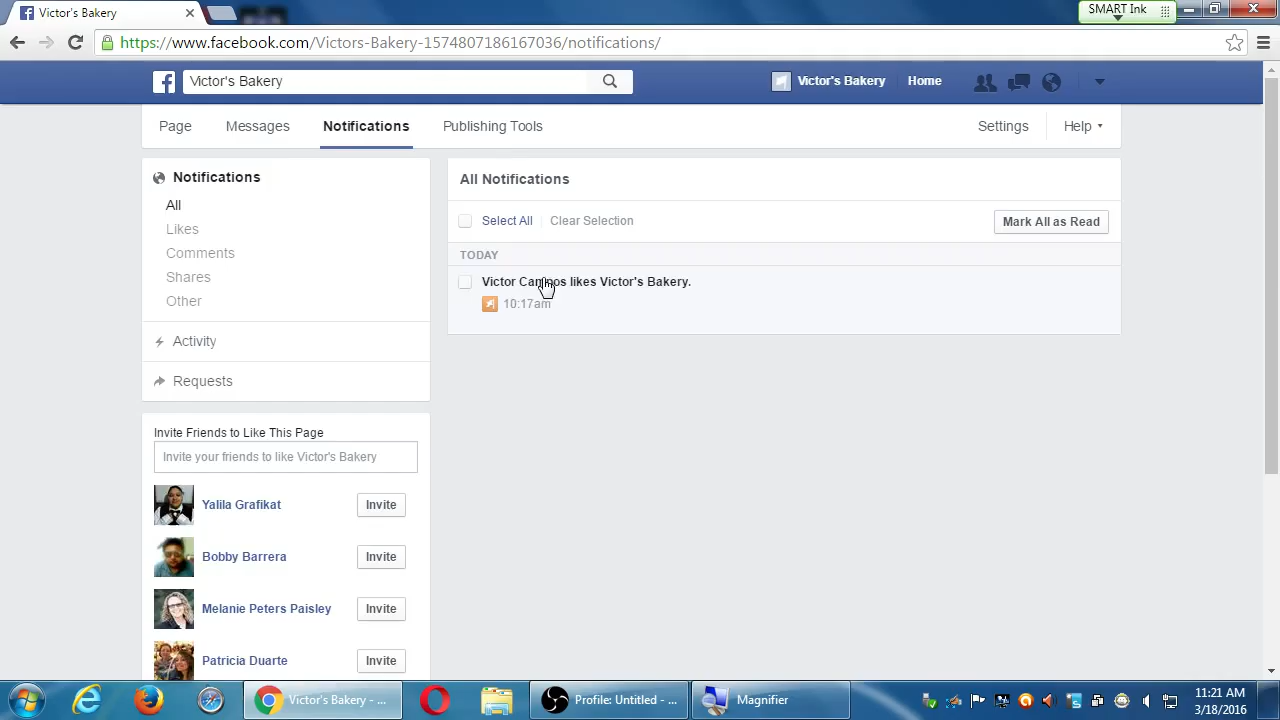 Victor's Bakery
SMART Ink
https://www.facebook.com/Victors-Bakery-1574807186167036/notifications/
Victor's Bakery
Victor's Bakery
Home
Page
Messages
Notifications
Publishing Tools
Settings
Help
Notifications
All
Likes
Comments
Shares
Other
Activity
Requests
All Notifications
Select All
Clear Selection
Mark All as Read
TODAY
Victor Campos likes Victor's Bakery.
10:17am
Invite Friends to Like This Page
Invite your friends to like Victor's Bakery
Yalila Grafikat
Invite
Bobby Barrera
Invite
Melanie Peters Paisley
Invite
Patricia Duarte
Invite
Victor's Bakery - ...
Profile: Untitled - ...
Magnifier
11:21 AM
3/18/2016